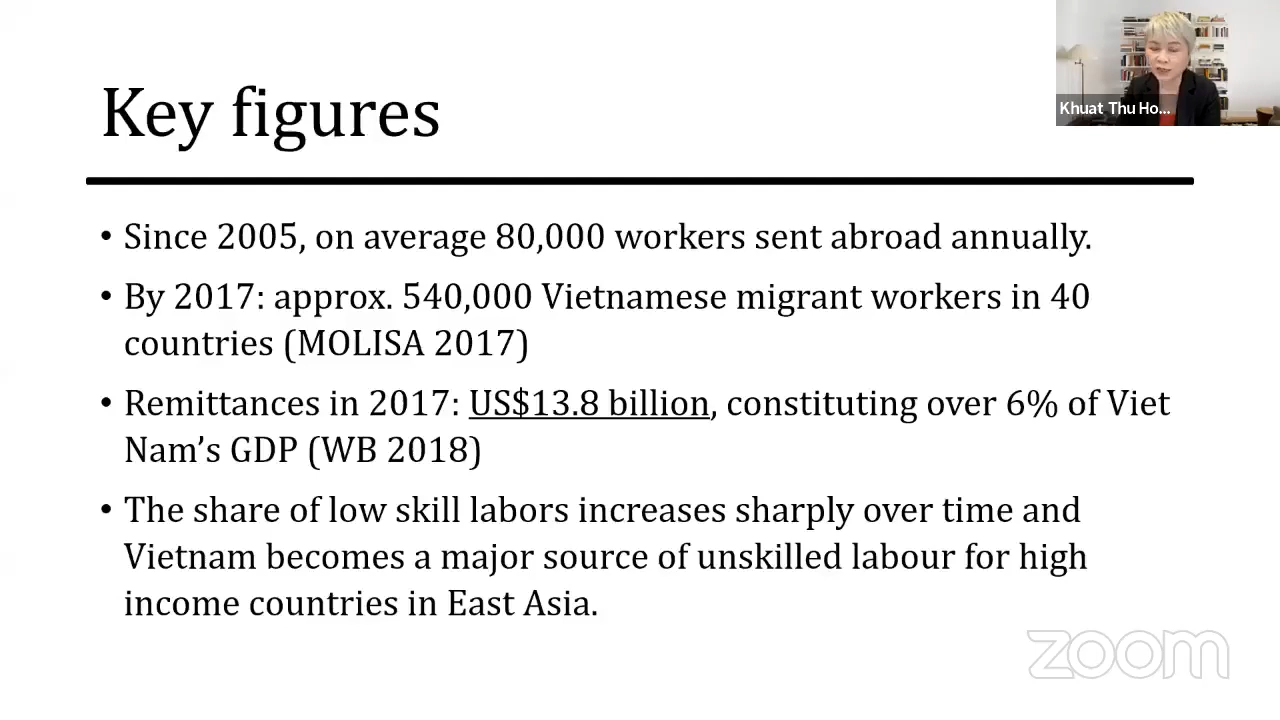 Key figures
Khuat Thu Ho...
• Since 2005, on average 80,000 workers sent abroad annually.
• By 2017: approx. 540,000 Vietnamese migrant workers in 40
countries (MOLISA 2017)
• Remittances in 2017: US$13.8 billion, constituting over 6% of Viet
Nam’s GDP (WB 2018)
• The share of low skill labors increases sharply over time and
Vietnam becomes a major source of unskilled labour for high
income countries in East Asia.
zoom